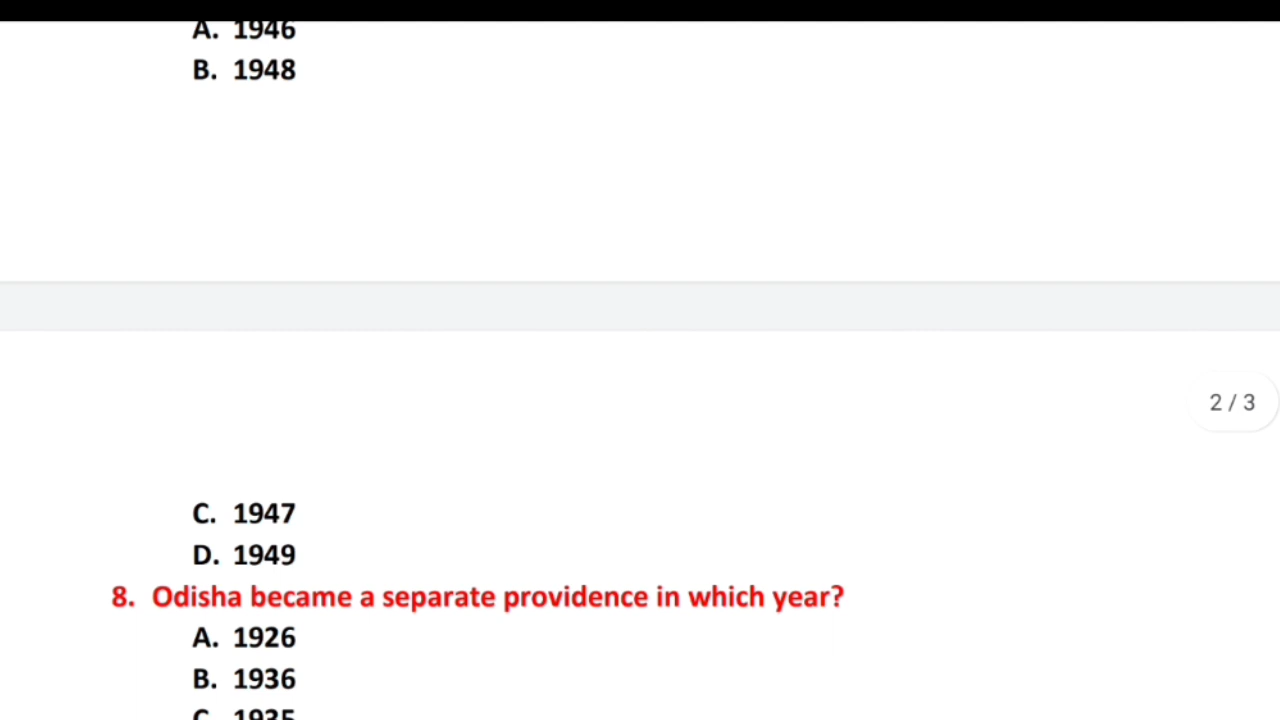 A. 1946
B. 1948
2 / 3
C. 1947
D. 1949
8. Odisha became a separate providence in which year?
A. 1926
B. 1936
C. 1935